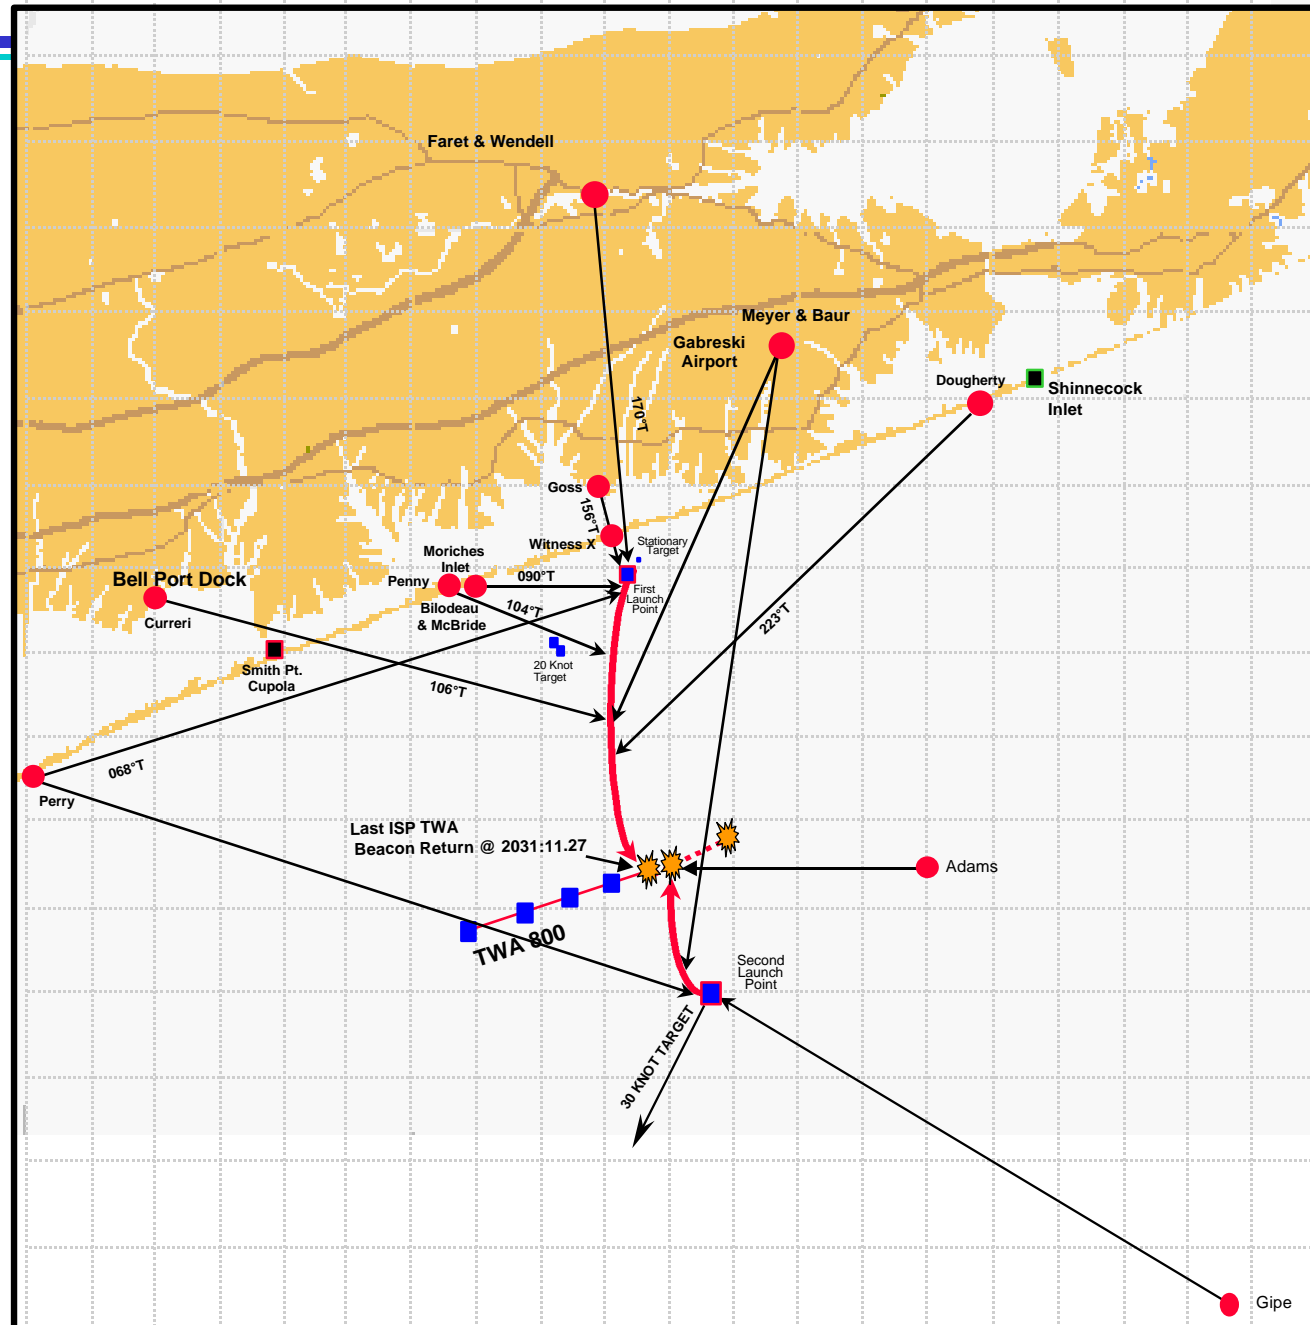 Faret & Wendell
Meyer & Baur
Gabreski
Airport
Dougherty
Shinnecock
Inlet
170°T
Goss
156°T
Witness X
Stationary
Target
Moriches
Inlet
090°T
Penny
First
Launch
Point
Bell Port Dock
Curreri
104°T
Bilodeau
& McBride
223°T
Smith Pt.
Cupola
20 Knot
Target
106°T
068°T
Perry
Last ISP TWA
Beacon Return @ 2031:11.27
Adams
TWA 800
Second
Launch
Point
30 KNOT TARGET
Gipe